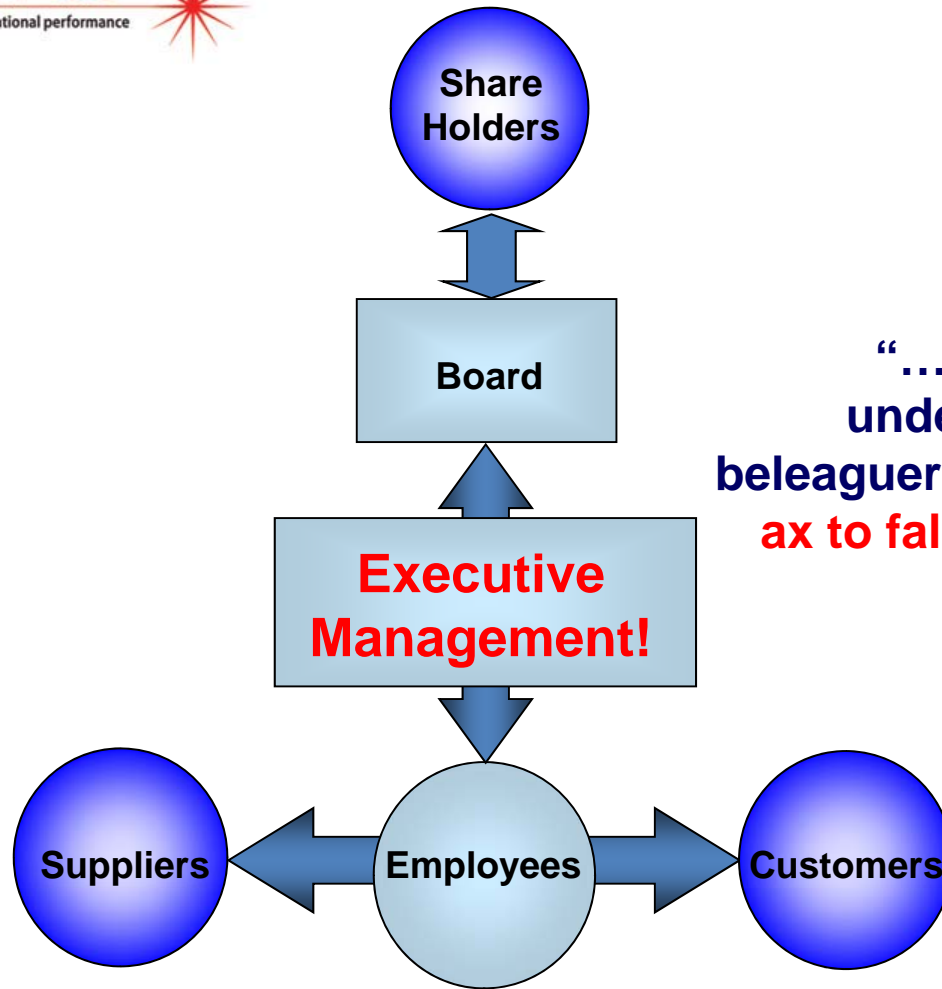 Share
Holders
Board
Executive
Management!
Suppliers
Employees
Customers
ational performance
“…
unde
beleaguer
ax to fal